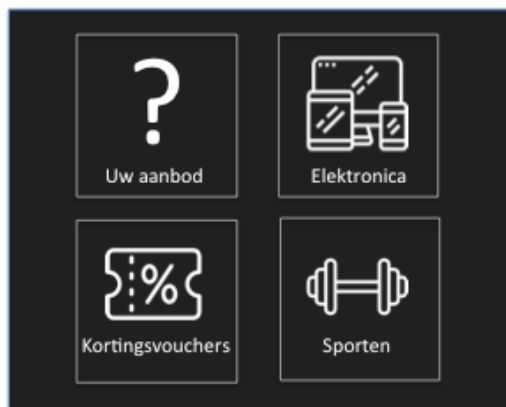 ?
Uw aanbod
Elektronica
%
Kortingsvouchers
Sporten